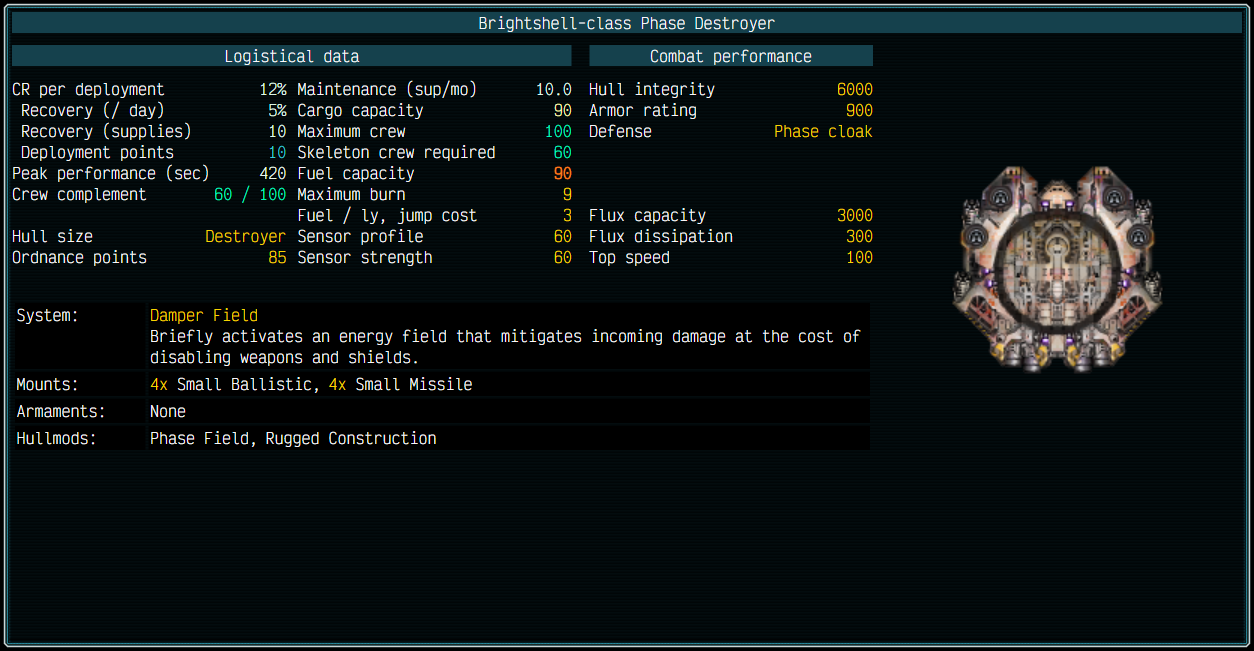 Brightshell-class Phase Destroyer
Logistical data
Combat performance
CR per deployment 12% Maintenance (sup/mo) 10.0 Hull integrity 6000
Recovery (/ day) 5% Cargo capacity 90 Armor rating 900
Recovery (supplies) 10 Maximum crew 100 Defense Phase cloak
Deployment points 10 Skeleton crew required 60
Peak performance (sec) 420 Fuel capacity 90
Crew complement 60 / 100 Maximum burn 9
Fuel / ly, jump cost 3 Flux capacity 3000
Hull size Destroyer Sensor profile 60 Flux dissipation 300
Ordnance points 85 Sensor strength 60 Top speed 100
System: Damper Field
Briefly activates an energy field that mitigates incoming damage at the cost of
disabling weapons and shields.
Mounts: 4x Small Ballistic, 4x Small Missile
Armaments: None
Hullmods: Phase Field, Rugged Construction